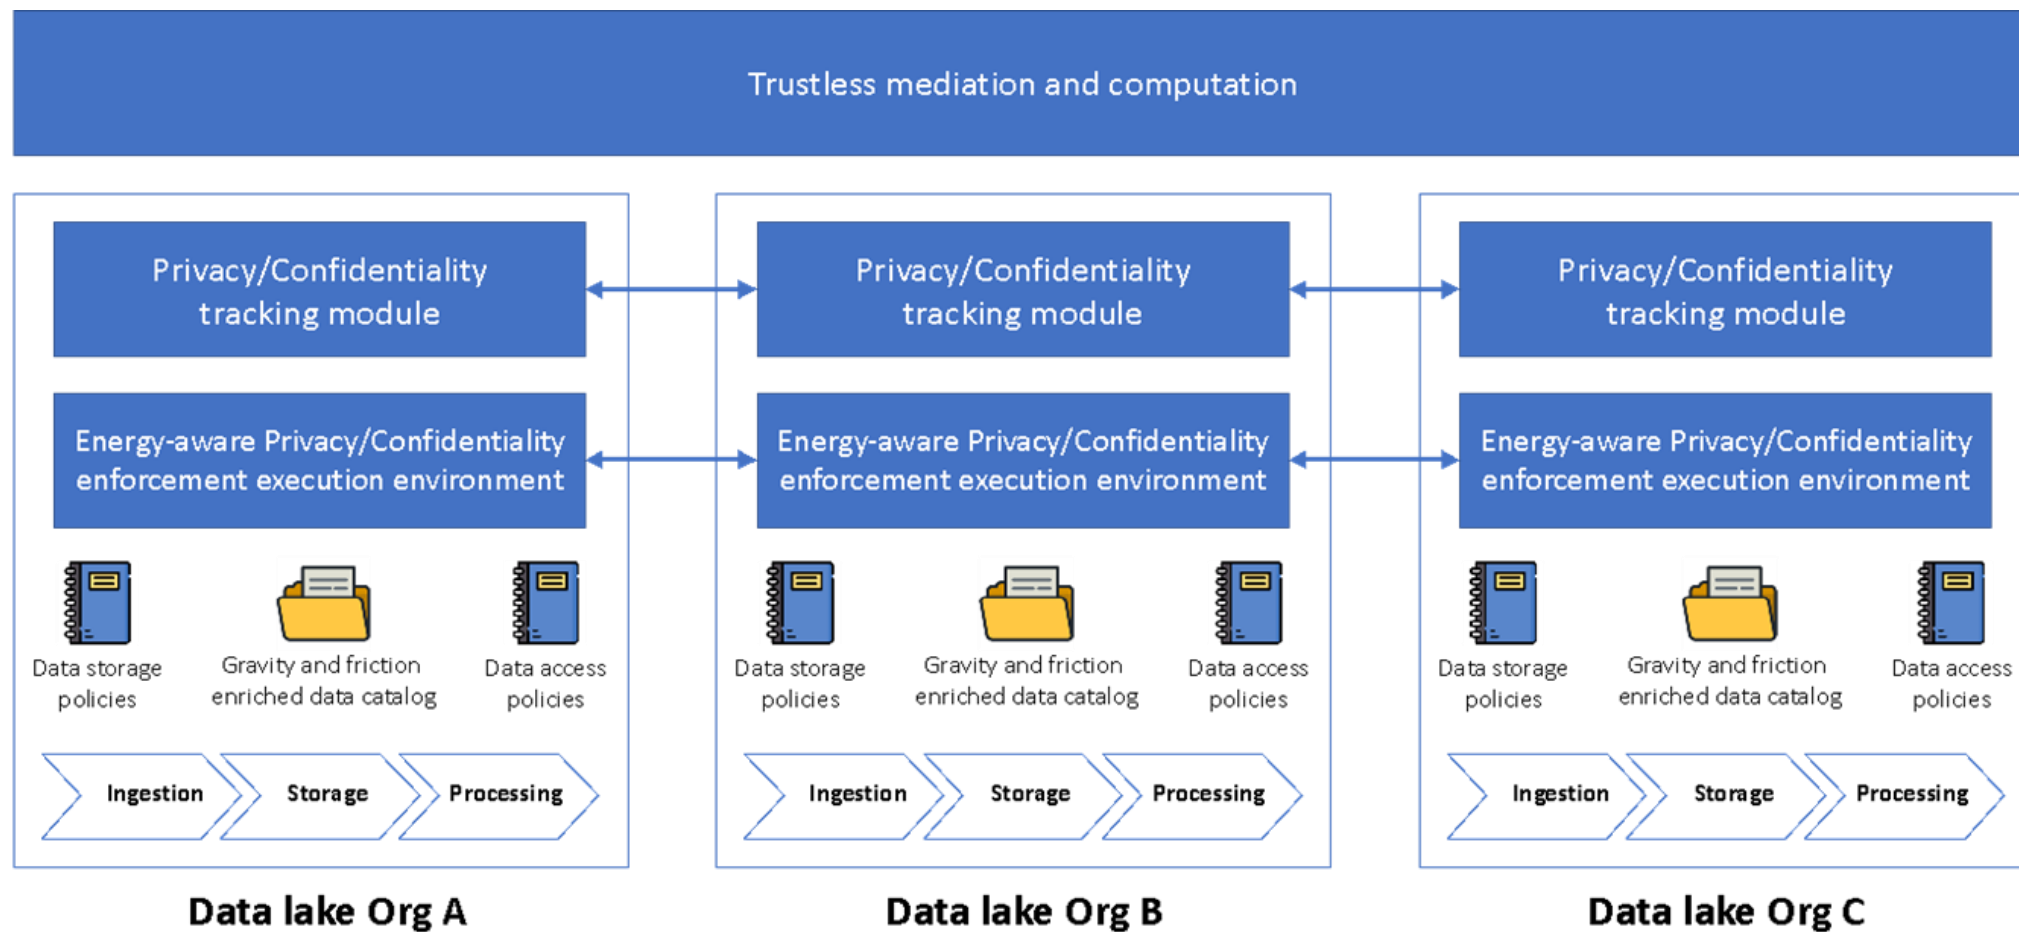 Trustless mediation and computation
Privacy/Confidentiality
tracking module
Energy-aware Privacy/Confidentiality
enforcement execution environment
Data storage
policies
Gravity and friction
enriched data catalog
Data access
policies
Ingestion
Storage
Processing
Data lake Org A
Privacy/Confidentiality
tracking module
Energy-aware Privacy/Confidentiality
enforcement execution environment
Data storage
policies
Gravity and friction
enriched data catalog
Data access
policies
Ingestion
Storage
Processing
Data lake Org B
Privacy/Confidentiality
tracking module
Energy-aware Privacy/Confidentiality
enforcement execution environment
Data storage
policies
Gravity and friction
enriched data catalog
Data access
policies
Ingestion
Storage
Processing
Data lake Org C